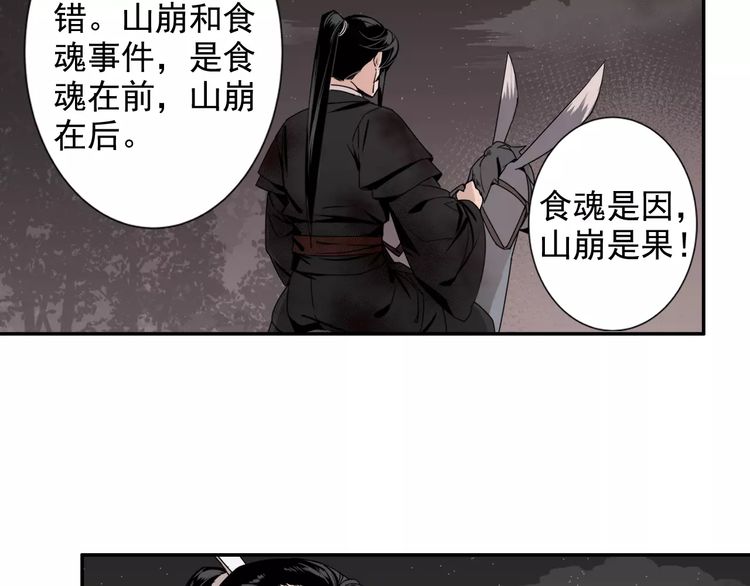 错。山崩和食
魂事件，是食
魂在前，山崩
在后。
食魂是因，
山崩是果！